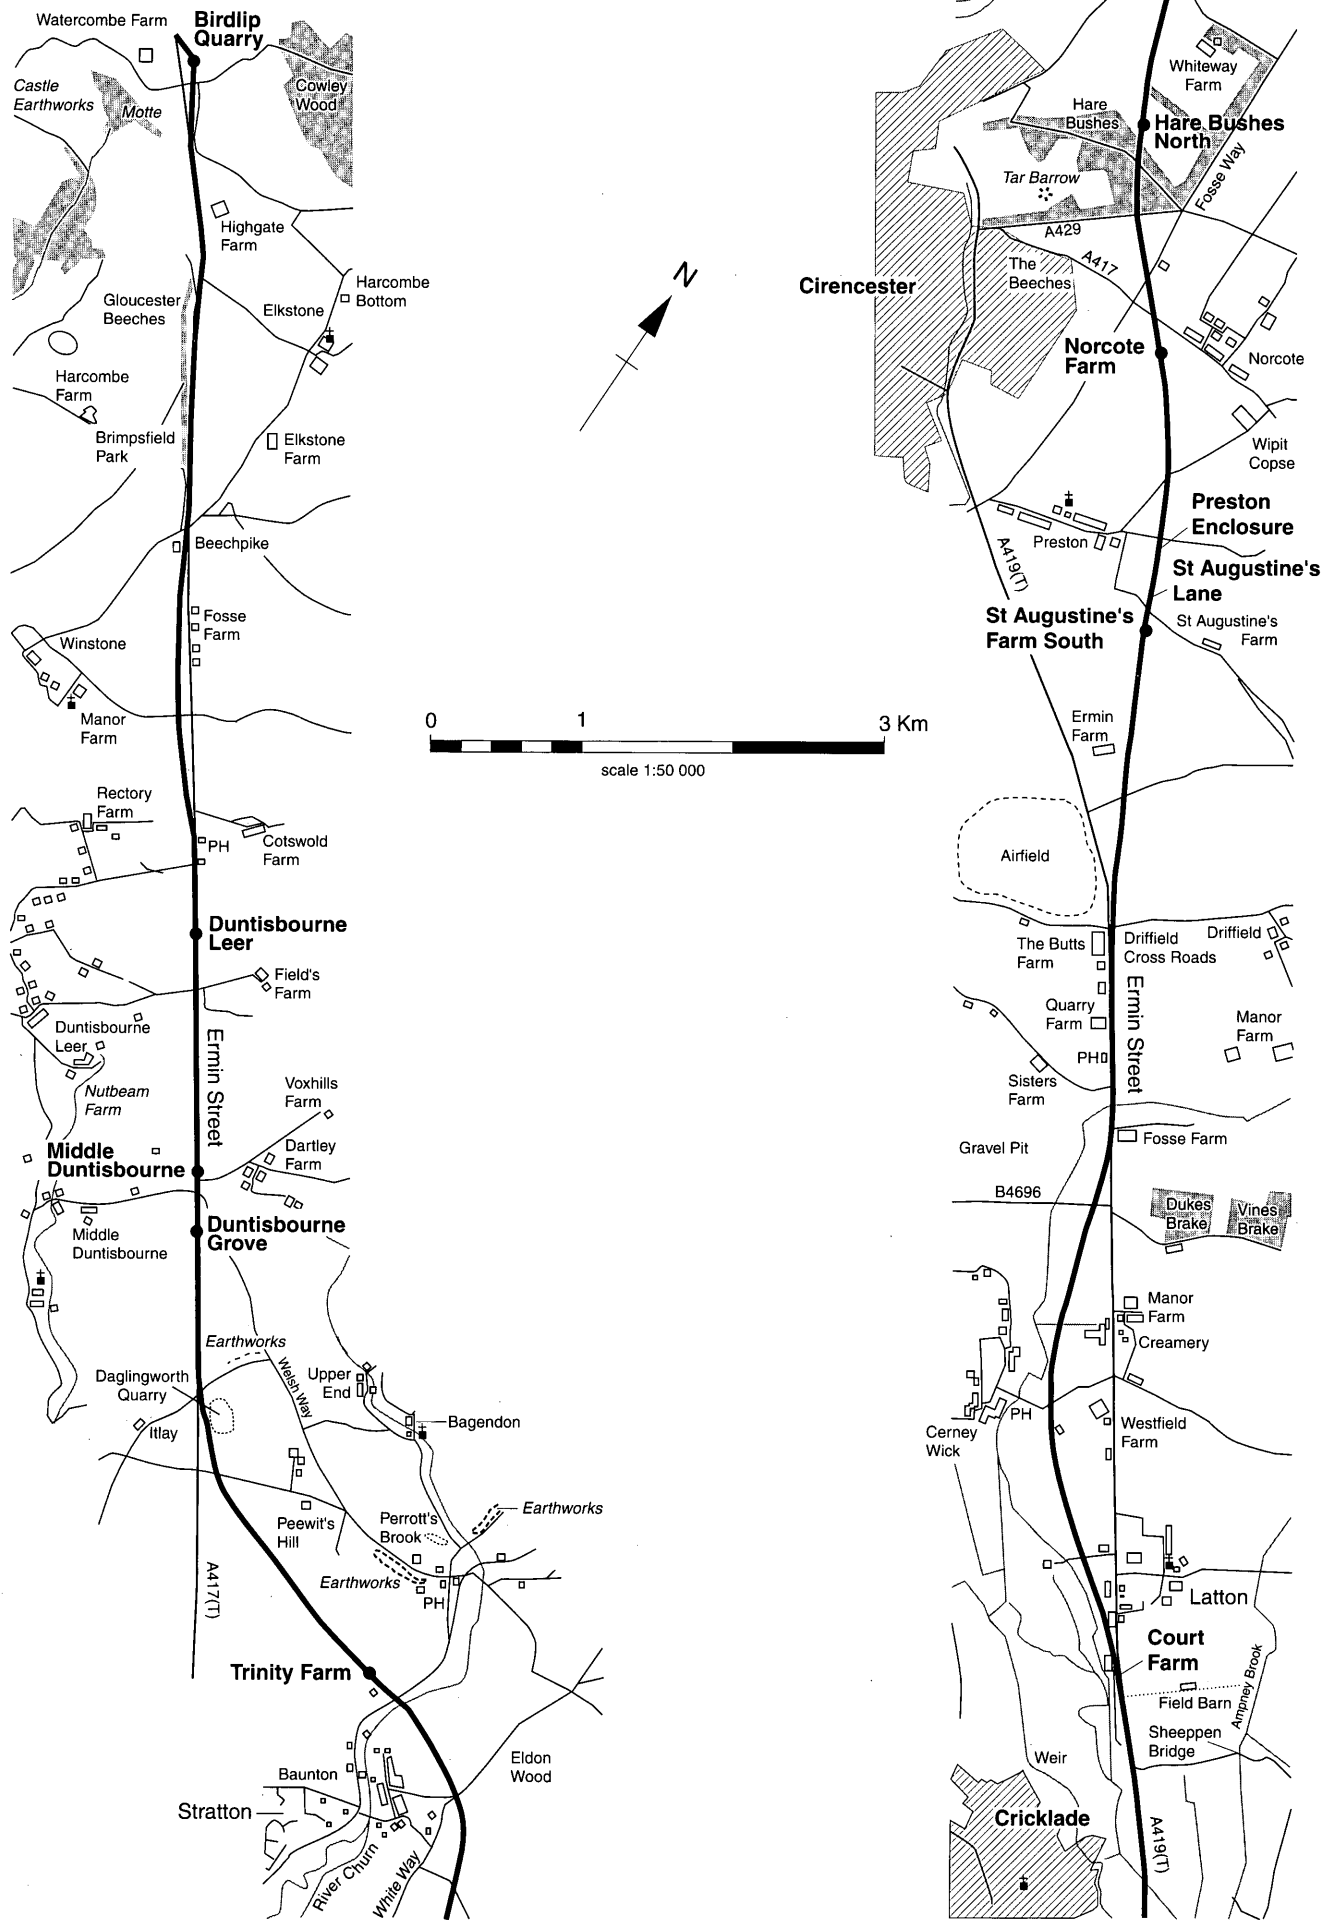 Watercombe Farm
Birdlip
Quarry
Castle
Earthworks
Motte
Cowley
Wood
Highgate
Farm
Harcombe
Bottom
Gloucester
Beeches
Elkstone
Harcombe
Farm
Brimpsfield
Park
Elkstone
Farm
Beechpike
Fosse
Farm
Winstone
Manor
Farm
Rectory
Farm
PH
Cotswold
Farm
Duntisbourne
Leer
Field's
Farm
Duntisbourne
Leer
Ermin Street
Nutbeam
Farm
Voxhills
Farm
Middle
Duntisbourne
Dartley
Farm
Duntisbourne
Grove
Middle
Duntisbourne
Earthworks
Daglingworth
Quarry
Welsh Way
Upper
End
Itlay
Bagendon
Peewit's
Hill
Perrott's
Brook
Earthworks
Earthworks
PH
A417(T)
Trinity Farm
Baunton
Eldon
Wood
Stratton
River Churn
White Way
N
0
1
3 Km
scale 1:50 000
Whiteway
Farm
Hare
Bushes
Hare Bushes
North
Tar Barrow
Fosse Way
A429
The
Beeches
A417
Cirencester
Norcote
Farm
Norcote
Wipit
Copse
Preston
Enclosure
Preston
A419(T)
St Augustine's
Lane
St Augustine's
Farm South
St Augustine's
Farm
Ermin
Farm
Airfield
The Butts
Farm
Driffield
Cross Roads
Driffield
Quarry
Farm
Ermin Street
Manor
Farm
PH
Sisters
Farm
Gravel Pit
Fosse Farm
B4696
Dukes
Brake
Vines
Brake
Manor
Farm
Creamery
PH
Cerney
Wick
Westfield
Farm
Latton
Court
Farm
Field Barn
Ampney Brook
Sheeppen
Bridge
Weir
Cricklade
A419(T)